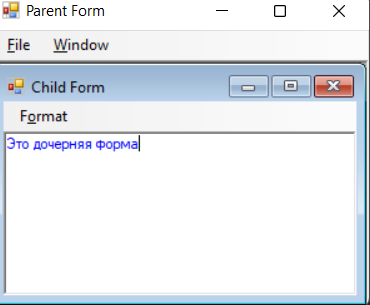 Parent Form
File Window
Child Form
Format
Это дочерняя форма